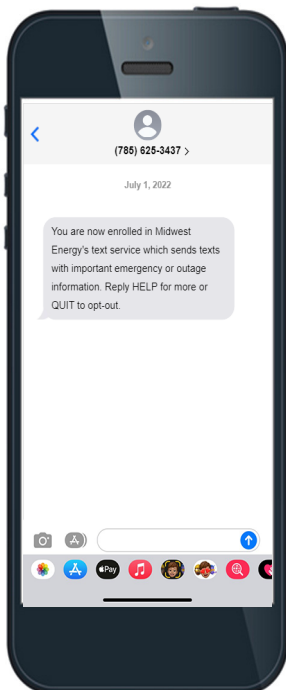 (785) 625-3437 >
July 1, 2022
You are now enrolled in Midwest
Energy's text service which sends texts
with important emergency or outage
information. Reply HELP for more or
QUIT to opt-out.
Pay